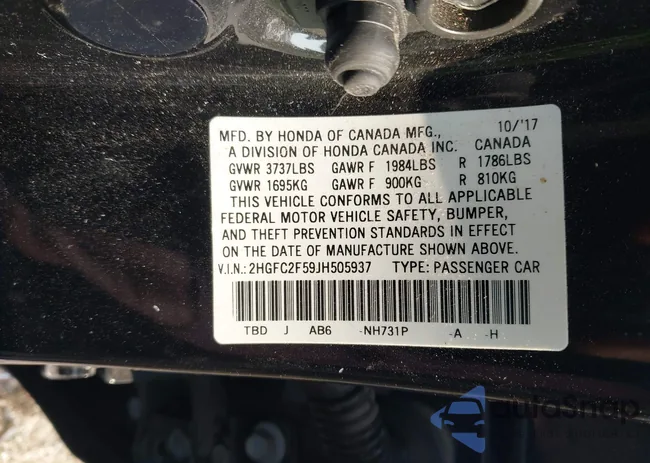 MFD. BY HONDA OF CANADA MFG., 10/'17
A DIVISION OF HONDA CANADA INC. CANADA
GVWR 3737LBS GAWR F 1984LBS R 1786LBS
GVWR 1695KG GAWR F 900KG R 810KG
THIS VEHICLE CONFORMS TO ALL APPLICABLE
FEDERAL MOTOR VEHICLE SAFETY, BUMPER,
AND THEFT PREVENTION STANDARDS IN EFFECT
ON THE DATE OF MANUFACTURE SHOWN ABOVE.
V.I.N.: 2HGFC2F59JH505937 TYPE: PASSENGER CAR
TBD J AB6 -NH731P -A -H
autoSnap